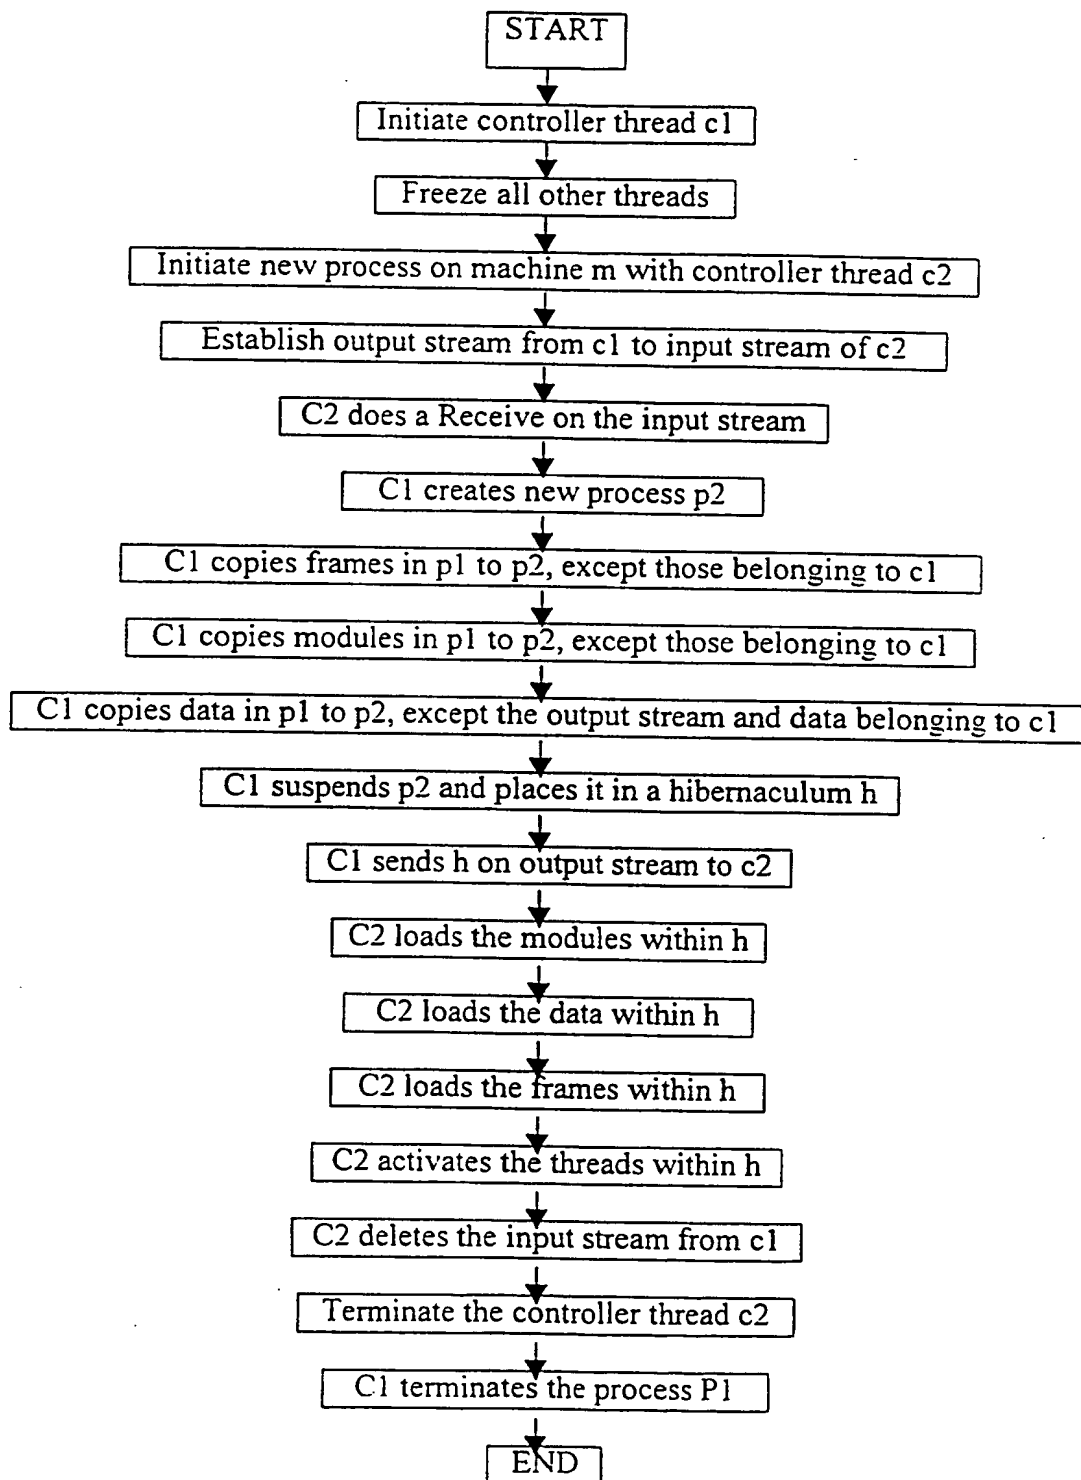 START
Initiate controller thread c1
Freeze all other threads
Initiate new process on machine m with controller thread c2
Establish output stream from c1 to input stream of c2
C2 does a Receive on the input stream
C1 creates new process p2
C1 copies frames in p1 to p2, except those belonging to c1
C1 copies modules in p1 to p2, except those belonging to c1
C1 copies data in p1 to p2, except the output stream and data belonging to c1
C1 suspends p2 and places it in a hibernaculum h
C1 sends h on output stream to c2
C2 loads the modules within h
C2 loads the data within h
C2 loads the frames within h
C2 activates the threads within h
C2 deletes the input stream from c1
Terminate the controller thread c2
C1 terminates the process P1
END